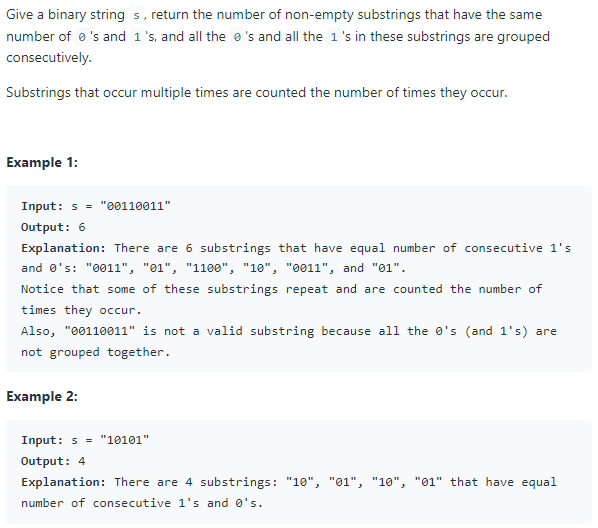 Give a binary string s, return the number of non-empty substrings that have the same
number of 0's and 1's, and all the 0's and all the 1's in these substrings are grouped
consecutively.
Substrings that occur multiple times are counted the number of times they occur.
Example 1:
Input: s = "00110011"
Output: 6
Explanation: There are 6 substrings that have equal number of consecutive 1's
and 0's: "0011", "01", "1100", "10", "0011", and "01".
Notice that some of these substrings repeat and are counted the number of
times they occur.
Also, "00110011" is not a valid substring because all the 0's (and 1's) are
not grouped together.
Example 2:
Input: s = "10101"
Output: 4
Explanation: There are 4 substrings: "10", "01", "10", "01" that have equal
number of consecutive 1's and 0's.